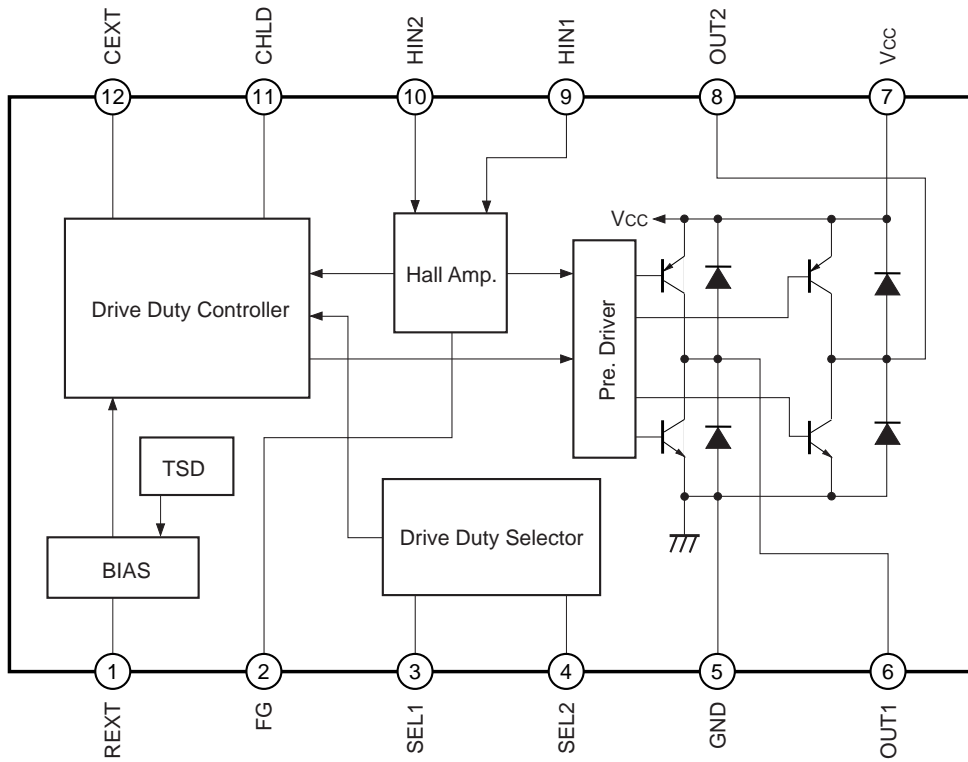 CEXT
CHLD
HIN2
HIN1
OUT2
VCC
12
11
10
9
8
7
VCC
Hall Amp.
Drive Duty Controller
Pre. Driver
TSD
Drive Duty Selector
BIAS
1
2
3
4
5
6
REXT
FG
SEL1
SEL2
GND
OUT1